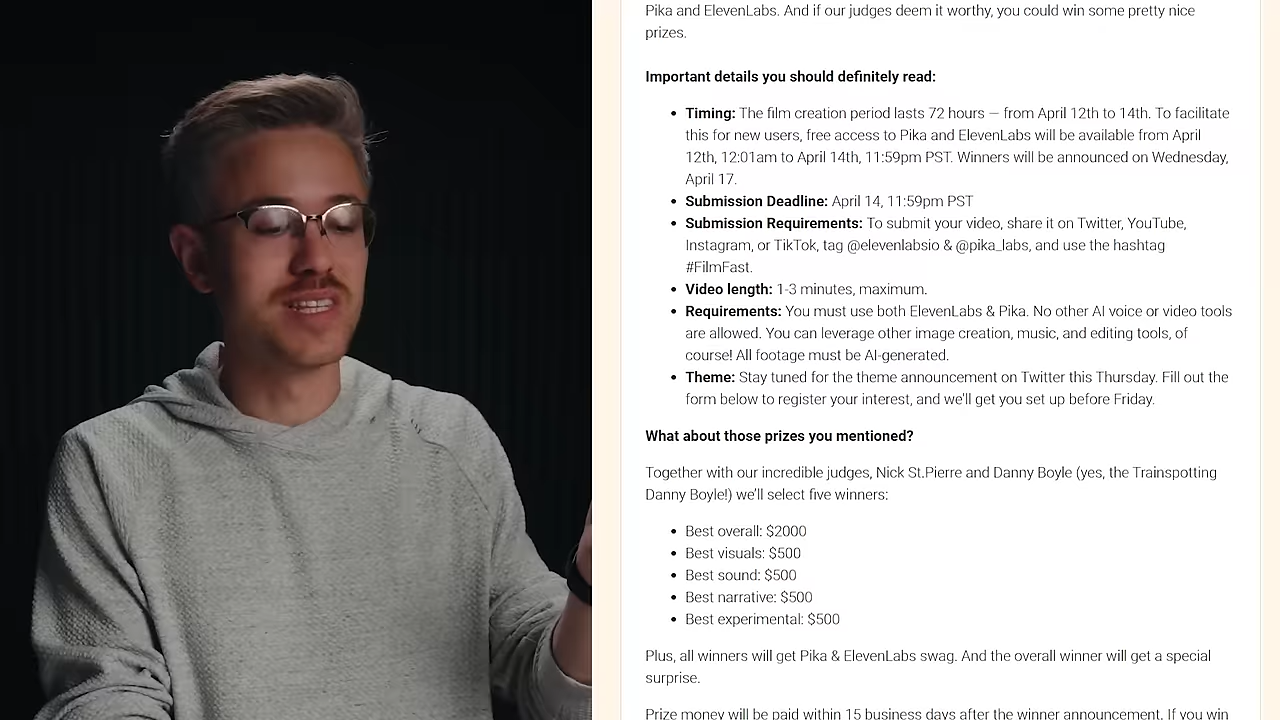 Pika and ElevenLabs. And if our judges deem it worthy, you could win some pretty nice
prizes.
Important details you should definitely read:
• Timing: The film creation period lasts 72 hours — from April 12th to 14th. To facilitate
this for new users, free access to Pika and ElevenLabs will be available from April
12th, 12:01am to April 14th, 11:59pm PST. Winners will be announced on Wednesday,
April 17.
• Submission Deadline: April 14, 11:59pm PST
• Submission Requirements: To submit your video, share it on Twitter, YouTube,
Instagram, or TikTok, tag @elevenlabsio & @pika_labs, and use the hashtag
#FilmFast.
• Video length: 1-3 minutes, maximum.
• Requirements: You must use both ElevenLabs & Pika. No other AI voice or video tools
are allowed. You can leverage other image creation, music, and editing tools, of
course! All footage must be AI-generated.
• Theme: Stay tuned for the theme announcement on Twitter this Thursday. Fill out the
form below to register your interest, and we'll get you set up before Friday.
What about those prizes you mentioned?
Together with our incredible judges, Nick St.Pierre and Danny Boyle (yes, the Trainspotting
Danny Boyle!) we'll select five winners:
• Best overall: $2000
• Best visuals: $500
• Best sound: $500
• Best narrative: $500
• Best experimental: $500
Plus, all winners will get Pika & ElevenLabs swag. And the overall winner will get a special
surprise.
Prize money will be paid within 15 business days after the winner announcement. If you win